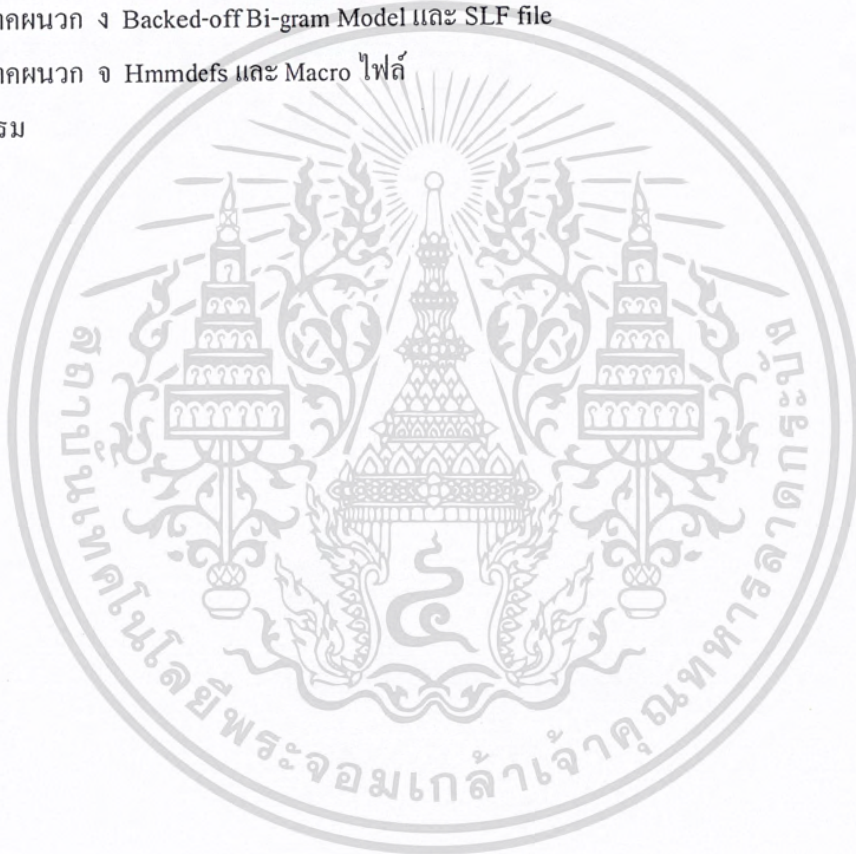 าคผนวก ง Backed-off Bi-gram Model และ SLF file
าคผนวก จ Hmmdefs และ Macro ไฟล์
รม
สถาบันเทคโนโลยีพระจอมเกล้าเจ้าคุณทหารลาดกระบัง
๔